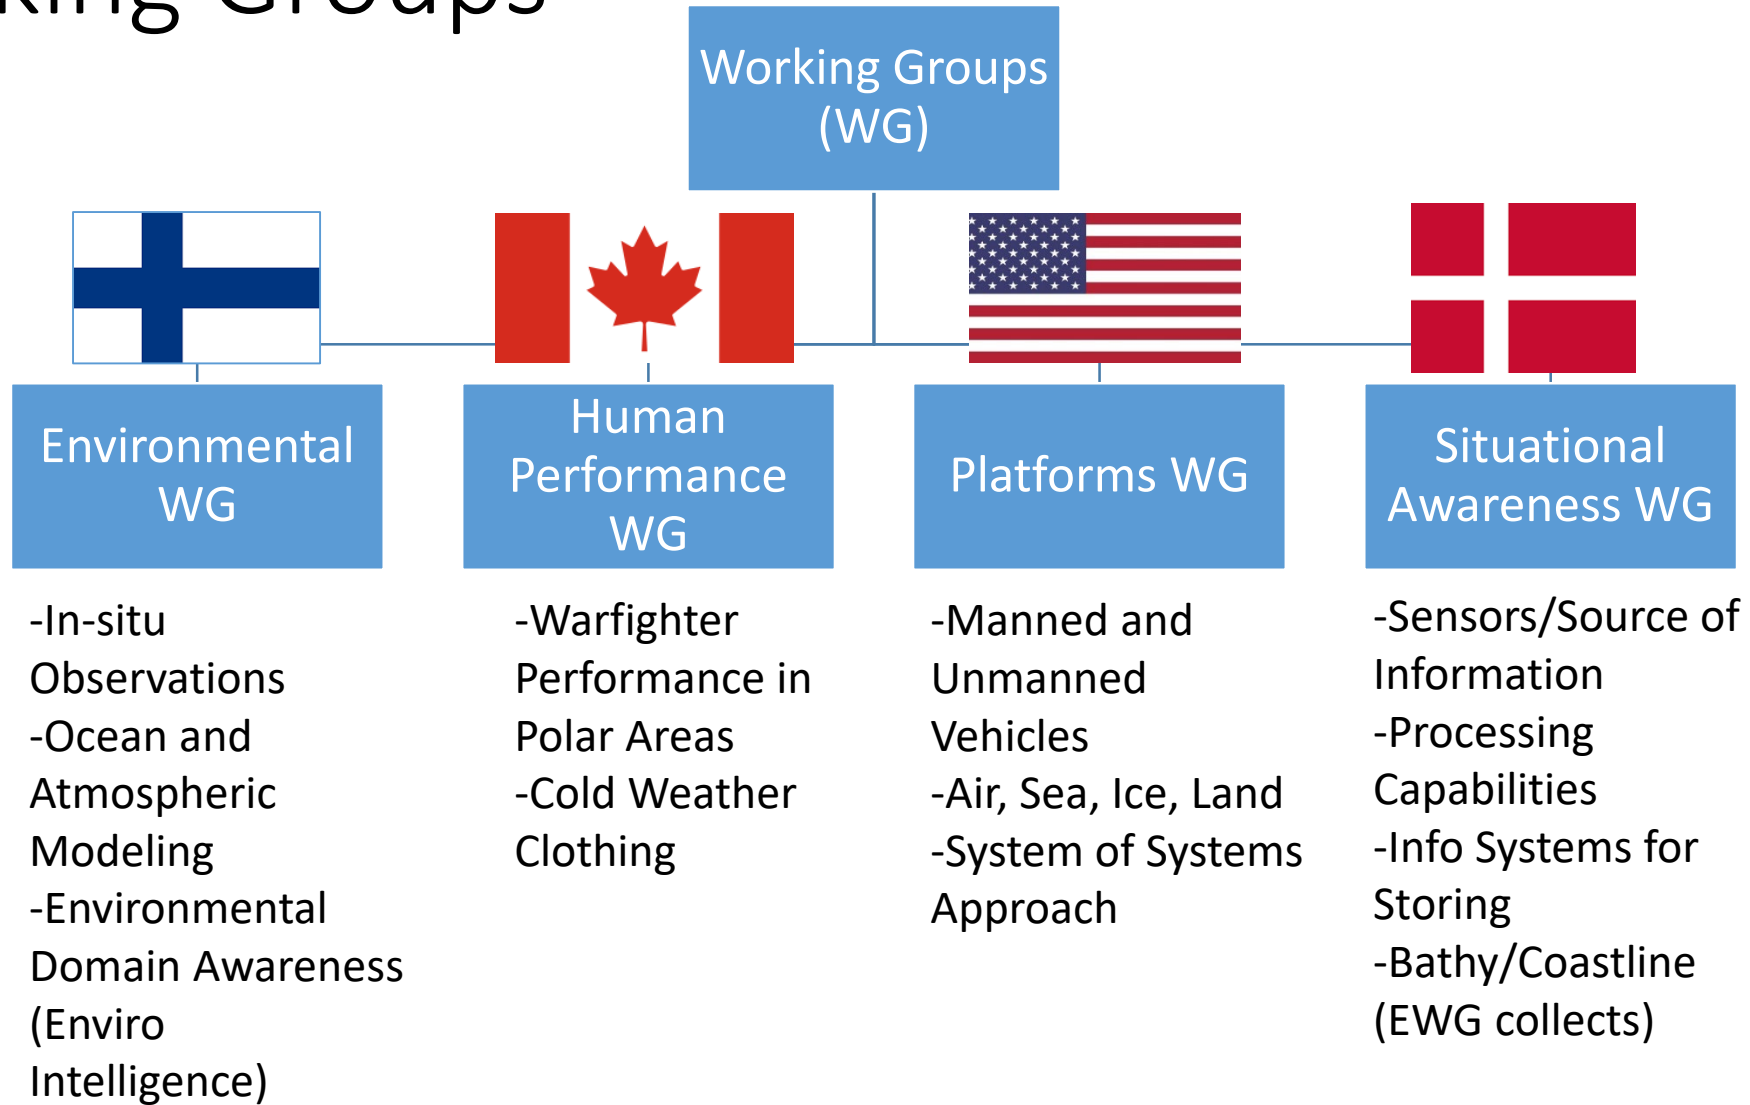 king Groups
Working Groups
(WG)
Environmental
WG
Human
Performance
WG
Platforms WG
Situational
Awareness WG
-In-situ
Observations
-Ocean and
Atmospheric
Modeling
-Environmental
Domain Awareness
(Enviro
Intelligence)
-Warfighter
Performance in
Polar Areas
-Cold Weather
Clothing
-Manned and
Unmanned
Vehicles
-Air, Sea, Ice, Land
-System of Systems
Approach
-Sensors/Source of
Information
-Processing
Capabilities
-Info Systems for
Storing
-Bathy/Coastline
(EWG collects)